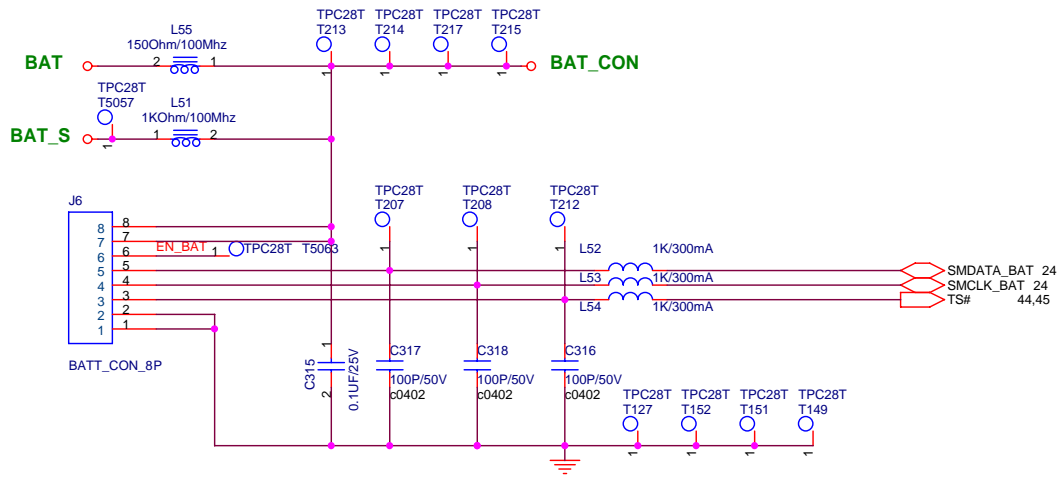 L55
150Ohm/100Mhz
BAT
2
1
TPC28T
T213
1
TPC28T
T214
1
TPC28T
T217
1
TPC28T
T215
1
BAT_CON
TPC28T
T5057
1
BAT_S
L51
1KOhm/100Mhz
1
2
J6
8 8
7 7
6 6
5 5
4 4
3 3
2 2
1 1
BATT_CON_8P
EN_BAT
1
TPC28T T5063
TPC28T
T207
1
TPC28T
T208
1
TPC28T
T212
1
L52
1K/300mA
SMDATA_BAT 24
L53
1K/300mA
SMCLK_BAT 24
L54
1K/300mA
TS# 44,45
1
C315
2
0.1UF/25V
C317
100P/50V
c0402
C318
100P/50V
c0402
C316
100P/50V
c0402
TPC28T
T127
1
TPC28T
T152
1
TPC28T
T151
1
TPC28T
T149
1